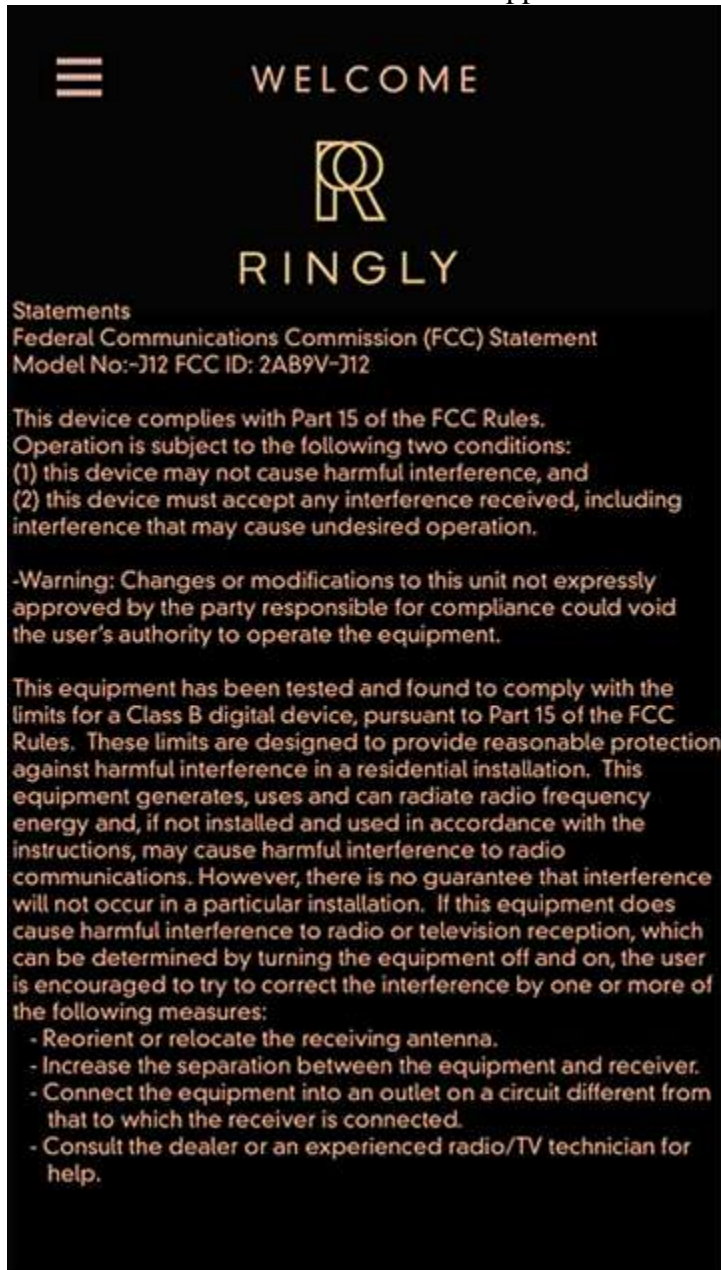 WELCOME
RINGLY
Statements
Federal Communications Commission (FCC) Statement
Model No:-J12 FCC ID: 2AB9V-J12
This device complies with Part 15 of the FCC Rules.
Operation is subject to the following two conditions:
(1) this device may not cause harmful interference, and
(2) this device must accept any interference received, including
interference that may cause undesired operation.
-Warning: Changes or modifications to this unit not expressly
approved by the party responsible for compliance could void
the user's authority to operate the equipment.
This equipment has been tested and found to comply with the
limits for a Class B digital device, pursuant to Part 15 of the FCC
Rules. These limits are designed to provide reasonable protection
against harmful interference in a residential installation. This
equipment generates, uses and can radiate radio frequency
energy and, if not installed and used in accordance with the
instructions, may cause harmful interference to radio
communications. However, there is no guarantee that interference
will not occur in a particular installation. If this equipment does
cause harmful interference to radio or television reception, which
can be determined by turning the equipment off and on, the user
is encouraged to try to correct the interference by one or more of
the following measures:
- Reorient or relocate the receiving antenna.
- Increase the separation between the equipment and receiver.
- Connect the equipment into an outlet on a circuit different from
that to which the receiver is connected.
- Consult the dealer or an experienced radio/TV technician for
help.